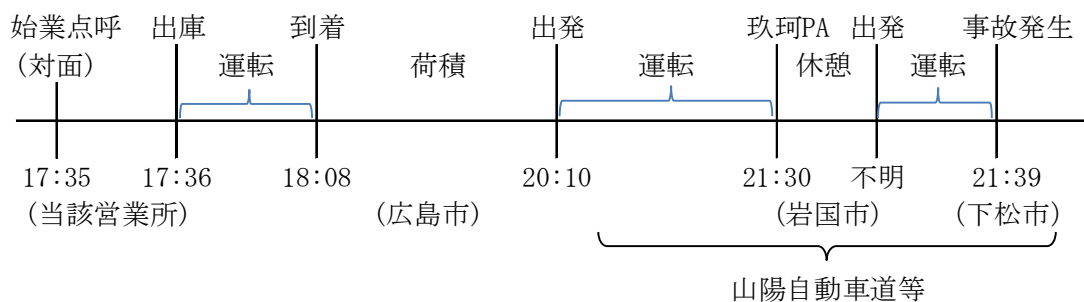 始業点呼 出庫 到着 出発 玖珂PA 出発 事故発生
(対面) 運転 荷積 運転 休憩 運転
17:35 17:36 18:08 20:10 21:30 不明 21:39
(当該営業所) (広島市) (岩国市) (下松市)
山陽自動車道等